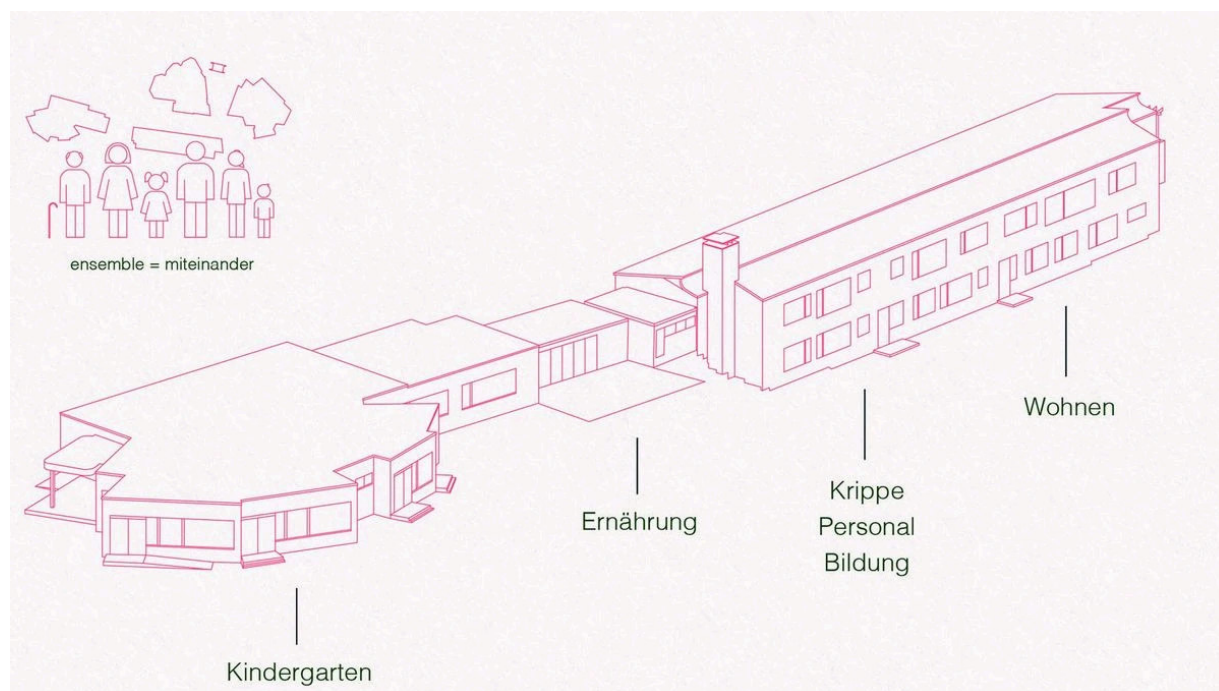 ensemble = miteinander
Wohnen
Krippe
Personal
Bildung
Ernährung
Kindergarten